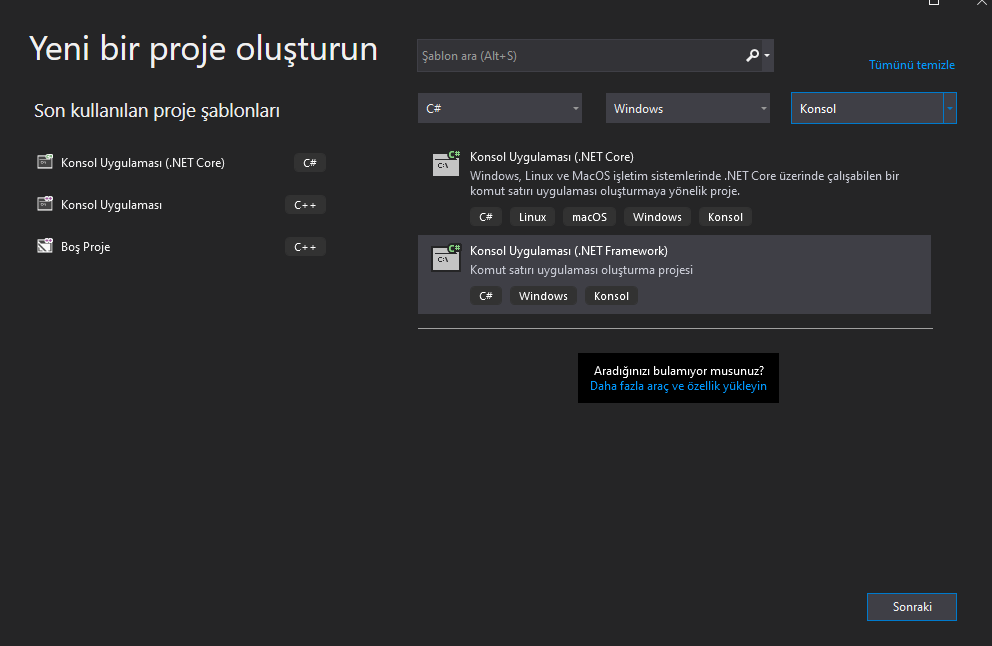 Yeni bir proje oluşturun
Şablon ara (Alt+S)
Tümünü temizle
Son kullanılan proje şablonları
C#
Windows
Konsol
Konsol Uygulaması (.NET Core)
C#
Konsol Uygulaması
C++
Boş Proje
C++
C#
C:\
Konsol Uygulaması (.NET Core)
Windows, Linux ve MacOS işletim sistemlerinde .NET Core üzerinde çalışabilen bir
komut satırı uygulaması oluşturmaya yönelik proje.
C#
Linux
macOS
Windows
Konsol
C#
C:\
Konsol Uygulaması (.NET Framework)
Komut satırı uygulaması oluşturma projesi
C#
Windows
Konsol
Aradığınızı bulamıyor musunuz?
Daha fazla araç ve özellik yükleyin
Sonraki